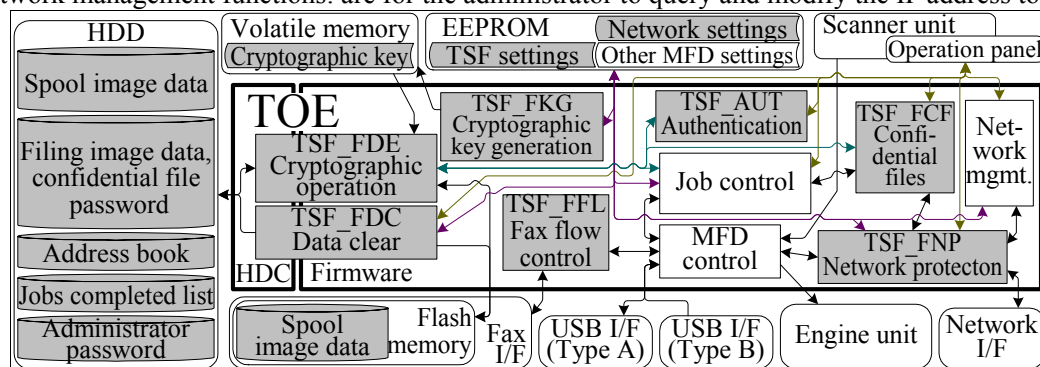 work management functions: are for the administrator to query and modify the IP address to
HDD
Spool image data
Filing image data,
confidential file
password
Address book
Jobs completed list
Administrator
password
Volatile memory
Cryptographic key
EEPROM
Network settings
TSF settings
Other MFD settings
Scanner unit
Operation panel
TOE
TSF_FKG
Cryptographic
key generation
TSF_AUT
Authentication
TSF_FCF
Confi-
dential
files
Net-
work
mgmt.
TSF_FDE
Cryptographic
operation
Job control
TSF_FDC
Data clear
TSF_FFL
Fax flow
control
MFD
control
TSF_FNP
Network protecton
HDC
Firmware
Spool
image data
Flash
memory
Fax
I/F
USB I/F
(Type A)
USB I/F
(Type B)
Engine unit
Network
I/F